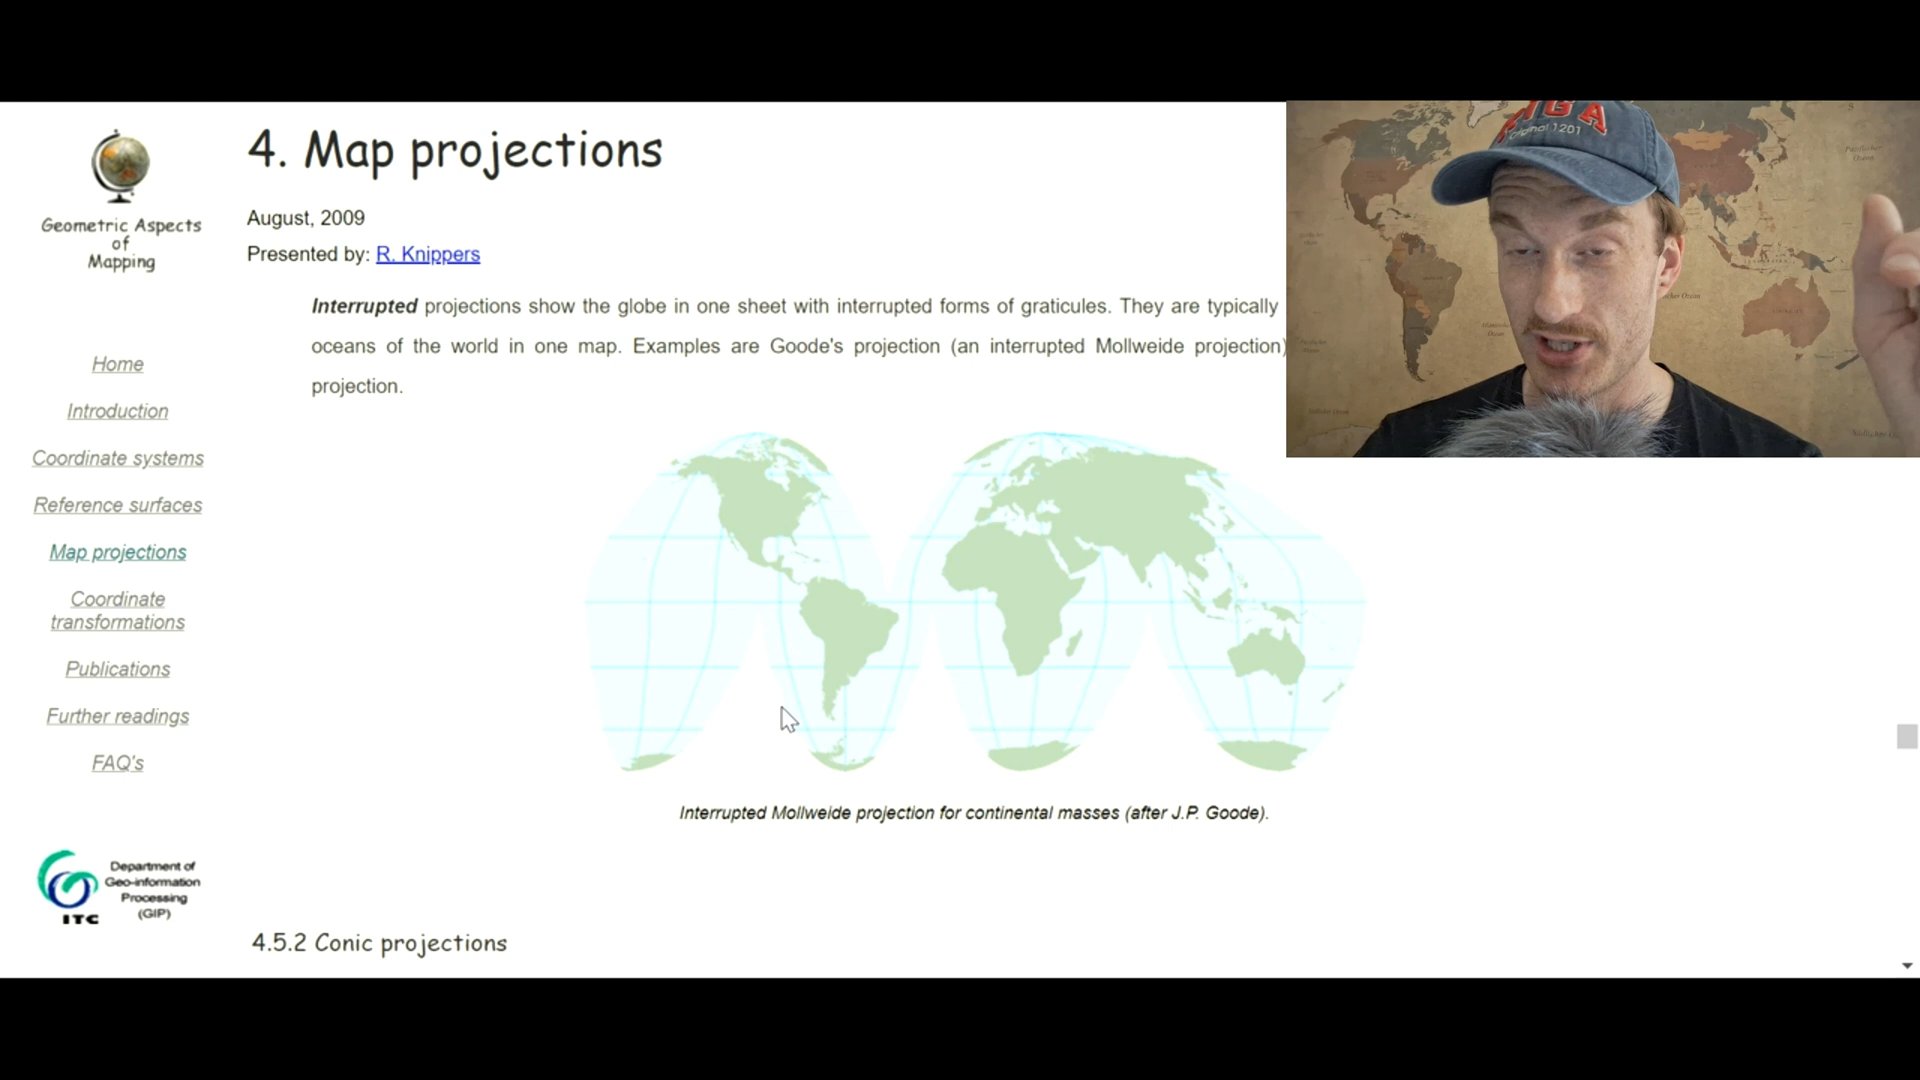 4. Map projections
August, 2009
Presented by: R. Knippers
Geometric Aspects
of
Mapping
Home
Introduction
Coordinate systems
Reference surfaces
Map projections
Coordinate
transformations
Publications
Further readings
FAQ's
ITC
Department of
Geo-information
Processing
(GIP)
Interrupted projections show the globe in one sheet with interrupted forms of graticules. They are typically
oceans of the world in one map. Examples are Goode's projection (an interrupted Mollweide projection)
projection.
Interrupted Mollweide projection for continental masses (after J.P. Goode).
4.5.2 Conic projections
1201